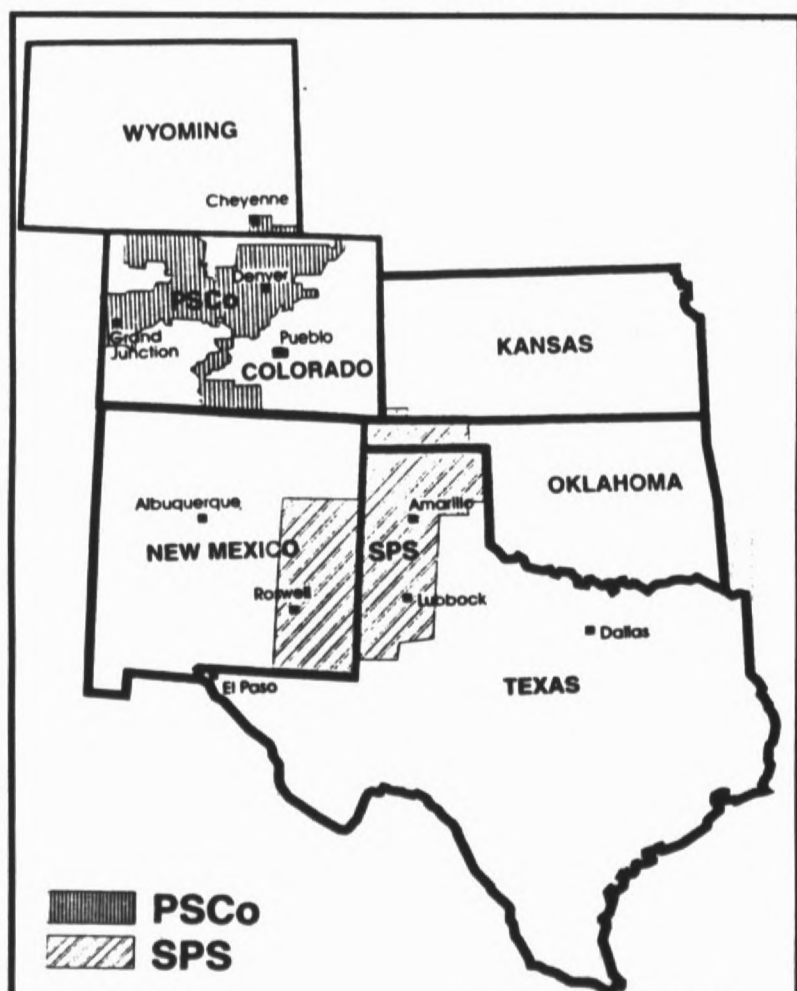 WYOMING
Cheyenne
Denver
PSCo
Grand
Junction
Pueblo
COLORADO
KANSAS
OKLAHOMA
Albuquerque
Amarillo
NEW MEXICO
SPS
Roswell
Lubbock
Dallas
El Paso
TEXAS
PSCo
SPS